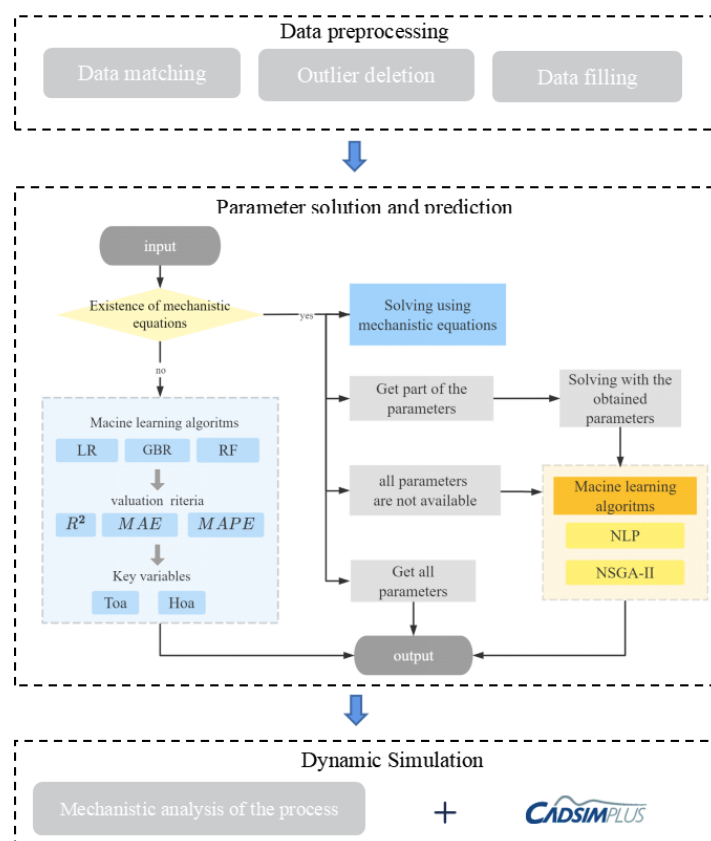 Data preprocessing
Data matching
Outlier deletion
Data filling
Parameter solution and prediction
input
Existence of mechanistic
equations
yes
no
Solving using
mechanistic equations
Get part of the
parameters
Solving with the
obtained
parameters
all parameters
are not available
Get all
parameters
Macine learning algoritms
LR
GBR
RF
valuation riteria
R²
MAE
MAPE
Key variables
Toa
Hoa
Macine learning
algoritms
NLP
NSGA-II
output
Dynamic Simulation
Mechanistic analysis of the process
+
CADSIMPLUS